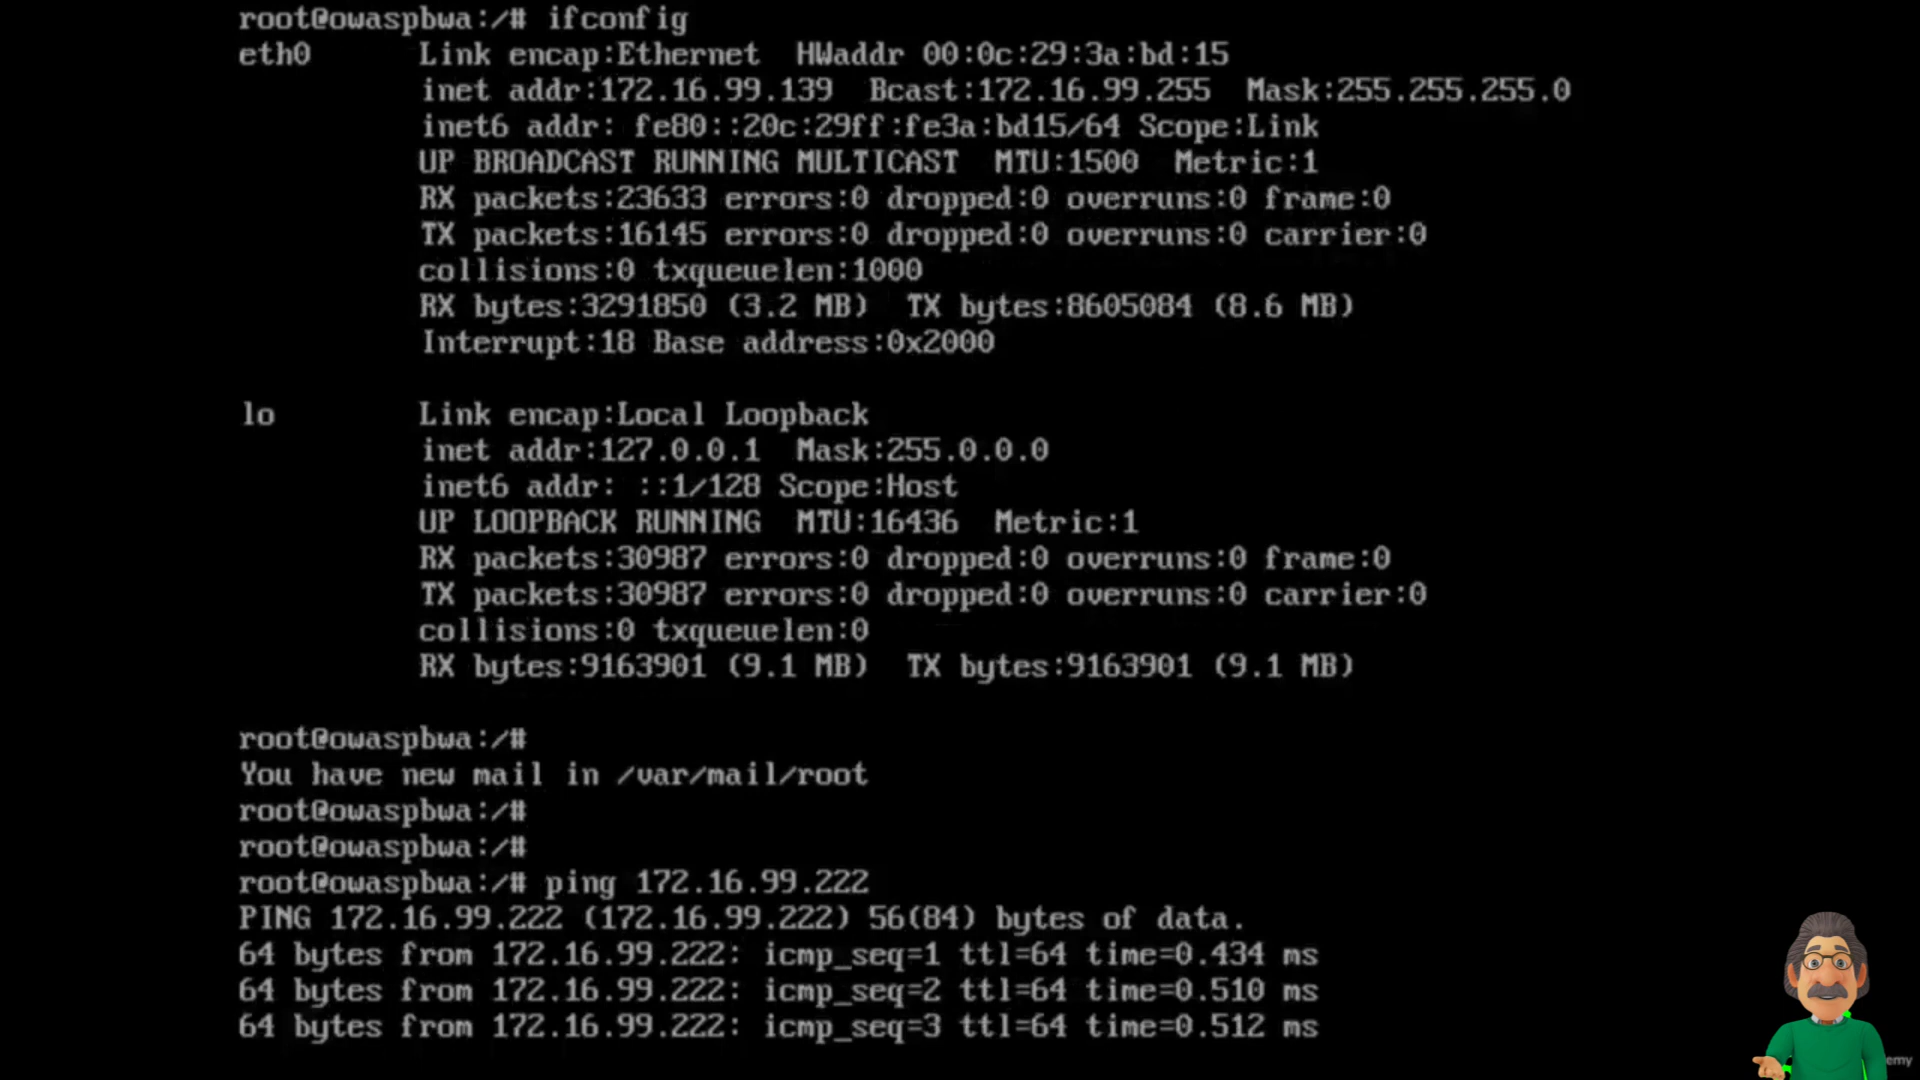 root@owaspbwa:/# ifconfig
eth0 Link encap:Ethernet HWaddr 00:0c:29:3a:bd:15
inet addr:172.16.99.139 Bcast:172.16.99.255 Mask:255.255.255.0
inet6 addr: fe80::20c:29ff:fe3a:bd15/64 Scope:Link
UP BROADCAST RUNNING MULTICAST MTU:1500 Metric:1
RX packets:23633 errors:0 dropped:0 overruns:0 frame:0
TX packets:16145 errors:0 dropped:0 overruns:0 carrier:0
collisions:0 txqueuelen:1000
RX bytes:3291850 (3.2 MB) TX bytes:8605084 (8.6 MB)
Interrupt:18 Base address:0x2000
lo Link encap:Local Loopback
inet addr:127.0.0.1 Mask:255.0.0.0
inet6 addr: ::1/128 Scope:Host
UP LOOPBACK RUNNING MTU:16436 Metric:1
RX packets:30987 errors:0 dropped:0 overruns:0 frame:0
TX packets:30987 errors:0 dropped:0 overruns:0 carrier:0
collisions:0 txqueuelen:0
RX bytes:9163901 (9.1 MB) TX bytes:9163901 (9.1 MB)
root@owaspbwa:/#
You have new mail in /var/mail/root
root@owaspbwa:/#
root@owaspbwa:/#
root@owaspbwa:/# ping 172.16.99.222
PING 172.16.99.222 (172.16.99.222) 56(84) bytes of data.
64 bytes from 172.16.99.222: icmp_seq=1 ttl=64 time=0.434 ms
64 bytes from 172.16.99.222: icmp_seq=2 ttl=64 time=0.510 ms
64 bytes from 172.16.99.222: icmp_seq=3 ttl=64 time=0.512 ms